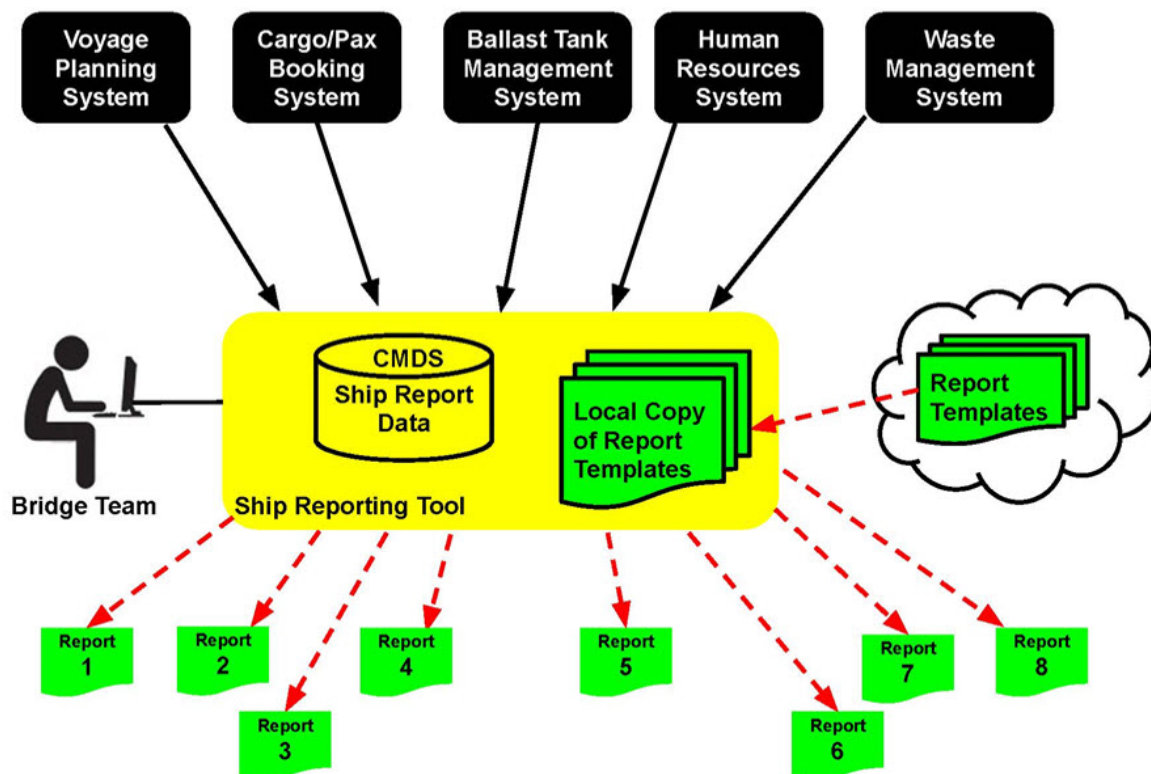 Voyage
Planning
System
Cargo/Pax
Booking
System
Ballast Tank
Management
System
Human
Resources
System
Waste
Management
System
CMDS
Ship Report
Data
Local Copy
of Report
Templates
Report
Templates
Bridge Team
Ship Reporting Tool
Report
1
Report
2
Report
3
Report
4
Report
5
Report
6
Report
7
Report
8